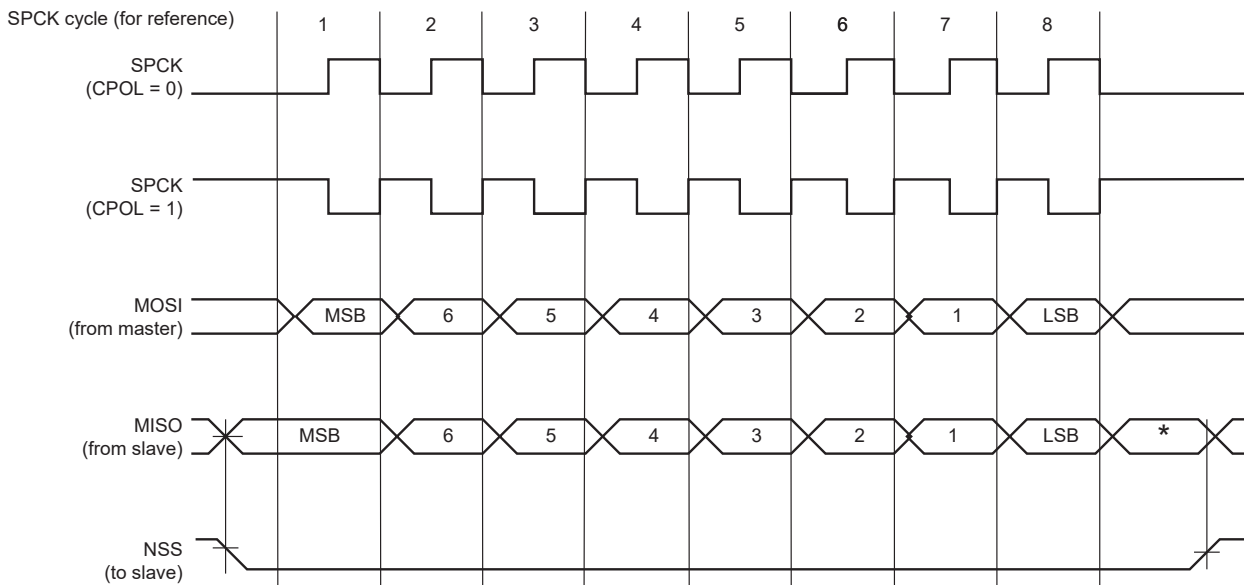 SPCK cycle (for reference)
1 2 3 4 5 6 7 8
SPCK
(CPOL = 0)
SPCK
(CPOL = 1)
MOSI
(from master)
MSB 6 5 4 3 2 1 LSB
MISO
(from slave)
MSB 6 5 4 3 2 1 LSB *
NSS
(to slave)